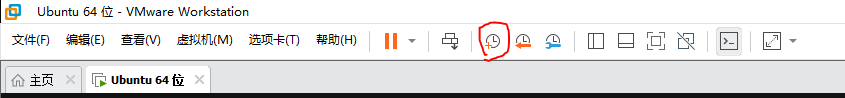 Ubuntu 64 位 - VMware Workstation
文件(F) 编辑(E) 查看(V) 虚拟机(M) 选项卡(T) 帮助(H)
主页 Ubuntu 64 位